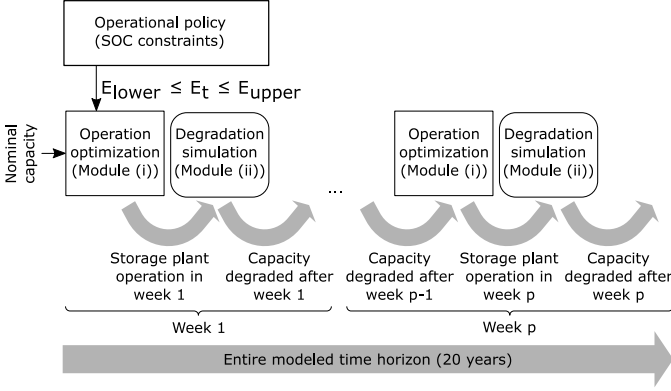 Operational policy
(SOC constraints)
Elower ≤ Et ≤ Eupper
Nominal
capacity
Operation
optimization
(Module (i))
Degradation
simulation
(Module (ii))
...
Operation
optimization
(Module (i))
Degradation
simulation
(Module (ii))
Storage plant
operation in
week 1
Capacity
degraded after
week 1
Capacity
degraded after
week p-1
Storage plant
operation in
week p
Capacity
degraded after
week p
Week 1
Week p
Entire modeled time horizon (20 years)